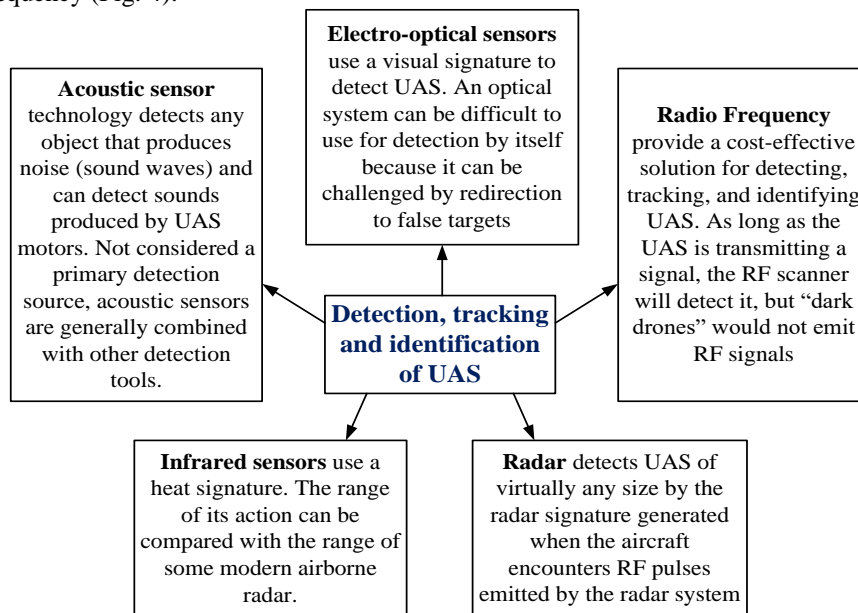 Electro-optical sensors
use a visual signature to
detect UAS. An optical
system can be difficult to
use for detection by itself
because it can be
challenged by redirection
to false targets
Acoustic sensor
technology detects any
object that produces
noise (sound waves) and
can detect sounds
produced by UAS
motors. Not considered a
primary detection
source, acoustic sensors
are generally combined
with other detection
tools.
Radio Frequency
provide a cost-effective
solution for detecting,
tracking, and identifying
UAS. As long as the
UAS is transmitting a
signal, the RF scanner
will detect it, but “dark
drones” would not emit
RF signals
Detection, tracking
and identification
of UAS
Infrared sensors use a
heat signature. The range
of its action can be
compared with the range of
some modern airborne
radar.
Radar detects UAS of
virtually any size by the
radar signature generated
when the aircraft
encounters RF pulses
emitted by the radar system